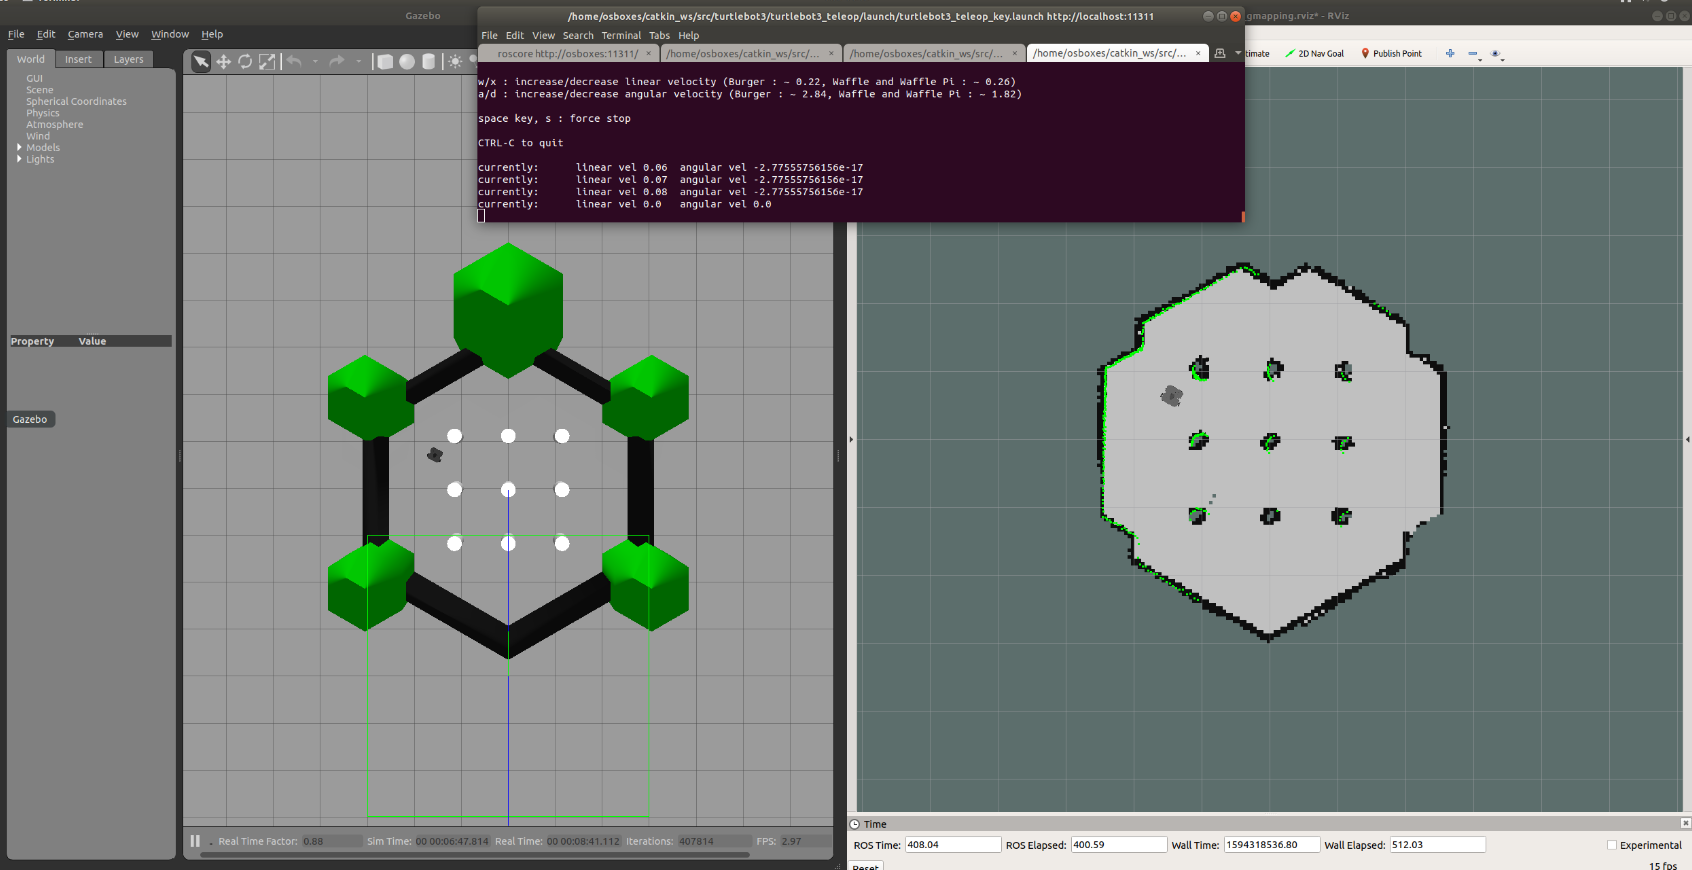 Gazebo
/home/osboxes/catkin_ws/src/turtlebot3/turtlebot3_teleop/launch/turtlebot3_teleop_key.launch http://localhost:11311
gmapping.rviz* - RViz
File Edit Camera View Window Help
File Edit View Search Terminal Tabs Help
World Insert Layers
roscore http://osboxes:11311/ × /home/osboxes/catkin_ws/src/... × /home/osboxes/catkin_ws/src/... × /home/osboxes/catkin_ws/src/... ×
timate 2D Nav Goal Publish Point
GUI
Scene
Spherical Coordinates
Physics
Atmosphere
Wind
Models
Lights
w/x : increase/decrease linear velocity (Burger : ~ 0.22, Waffle and Waffle Pi : ~ 0.26)
a/d : increase/decrease angular velocity (Burger : ~ 2.84, Waffle and Waffle Pi : ~ 1.82)
space key, s : force stop
CTRL-C to quit
currently: linear vel 0.06 angular vel -2.77555756156e-17
currently: linear vel 0.07 angular vel -2.77555756156e-17
currently: linear vel 0.08 angular vel -2.77555756156e-17
currently: linear vel 0.0 angular vel 0.0
Property Value
Gazebo
Real Time Factor: 0.88 Sim Time: 00 00:06:47.814 Real Time: 00 00:08:41.112 Iterations: 407814 FPS: 2.97
Time
ROS Time: 408.04 ROS Elapsed: 400.59 Wall Time: 1594318536.80 Wall Elapsed: 512.03 Experimental
Reset
15 fps